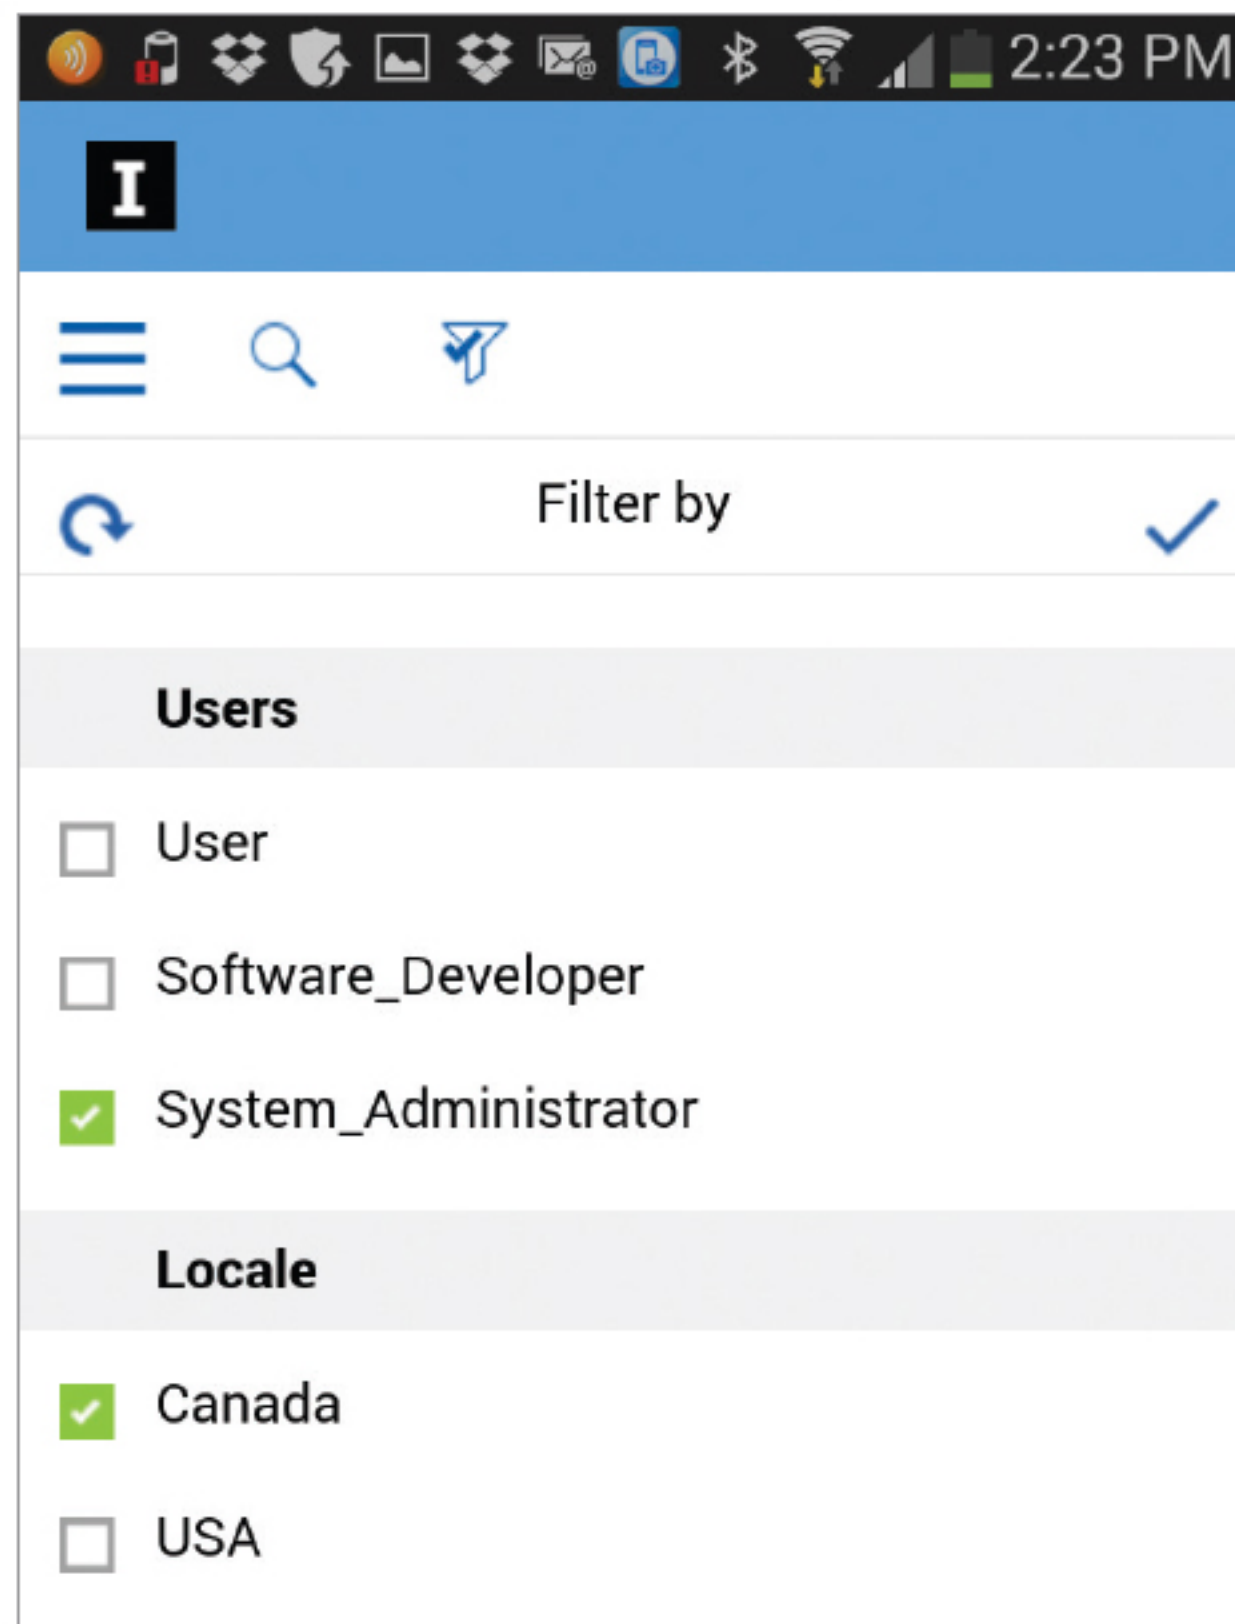 2:23 PM
I
Filter by
Users
User
Software_Developer
System_Administrator
Locale
Canada
USA